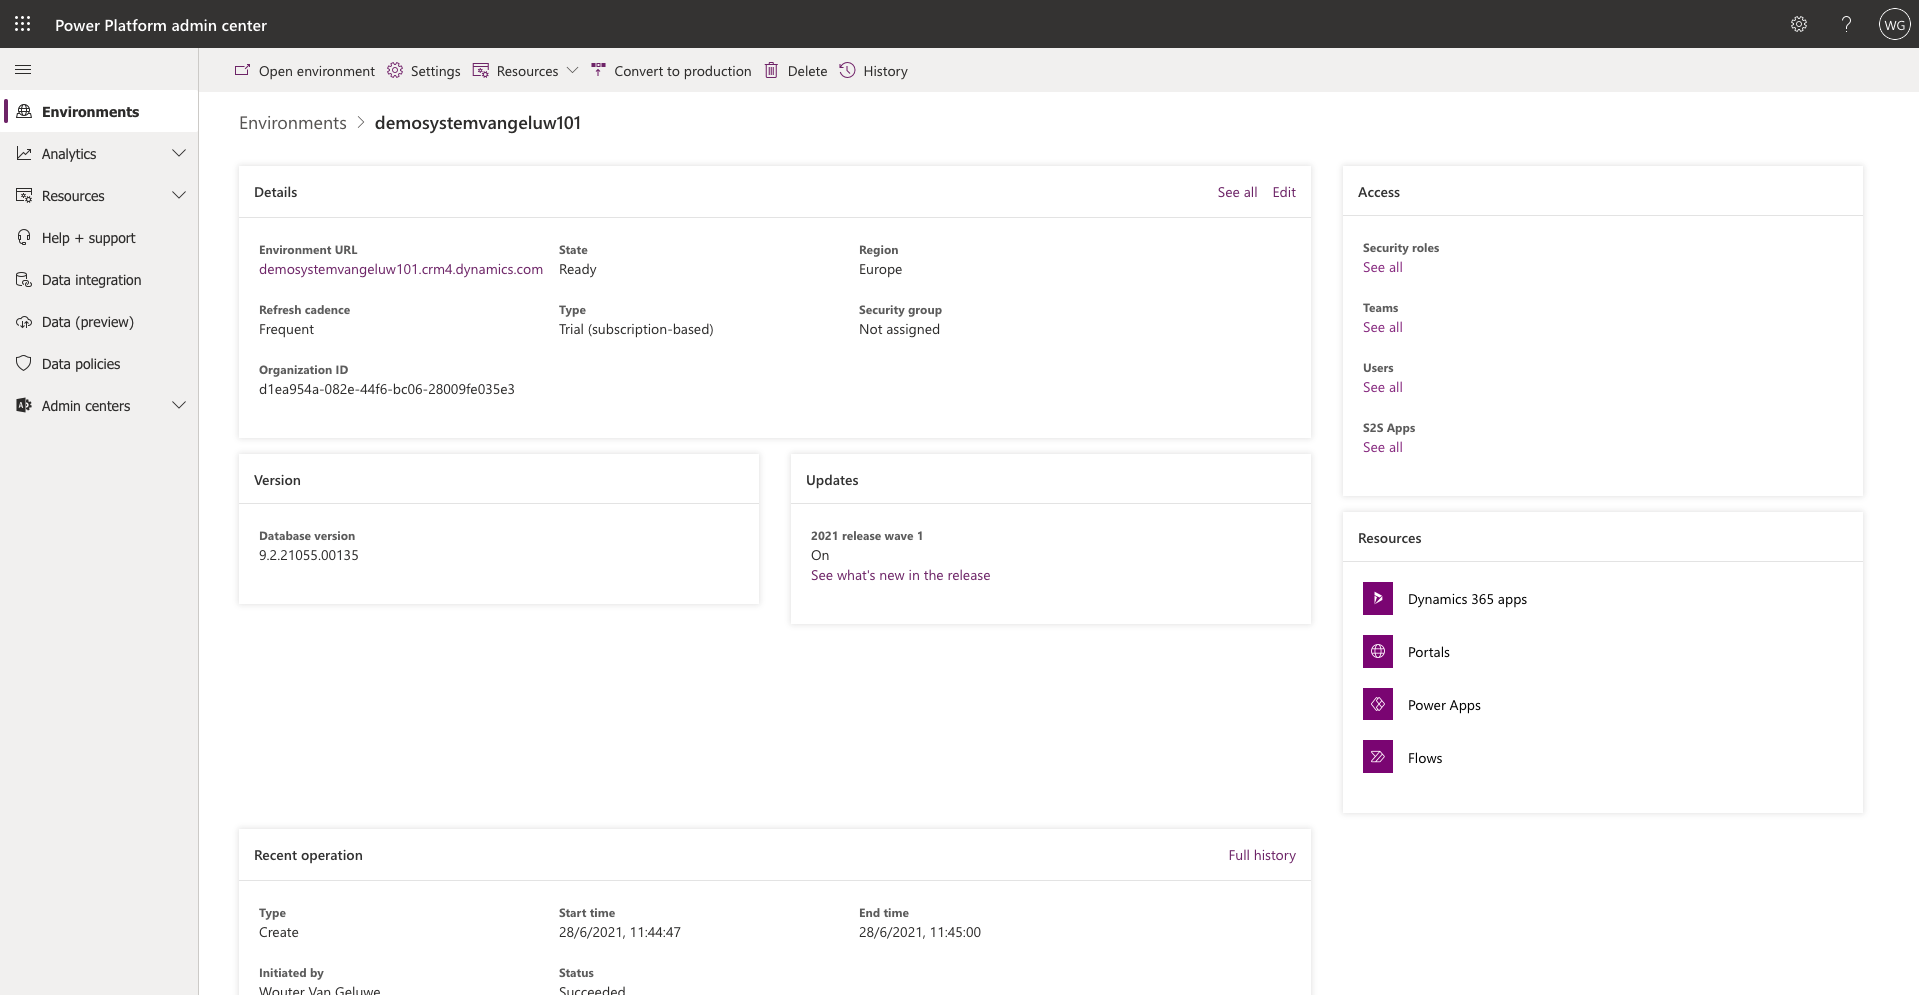 Power Platform admin center
WG
Open environment
Settings
Resources
Convert to production
Delete
History
Environments
Analytics
Resources
Help + support
Data integration
Data (preview)
Data policies
Admin centers
Environments > demosystemvangeluw101
Details
See all
Edit
Environment URL
demosystemvangeluw101.crm4.dynamics.com
State
Ready
Region
Europe
Refresh cadence
Frequent
Type
Trial (subscription-based)
Security group
Not assigned
Organization ID
d1ea954a-082e-44f6-bc06-28009fe035e3
Version
Database version
9.2.21055.00135
Updates
2021 release wave 1
On
See what's new in the release
Access
Security roles
See all
Teams
See all
Users
See all
S2S Apps
See all
Resources
Dynamics 365 apps
Portals
Power Apps
Flows
Recent operation
Full history
Type
Create
Start time
28/6/2021, 11:44:47
End time
28/6/2021, 11:45:00
Initiated by
Wouter Van Geluwe
Status
Succeeded